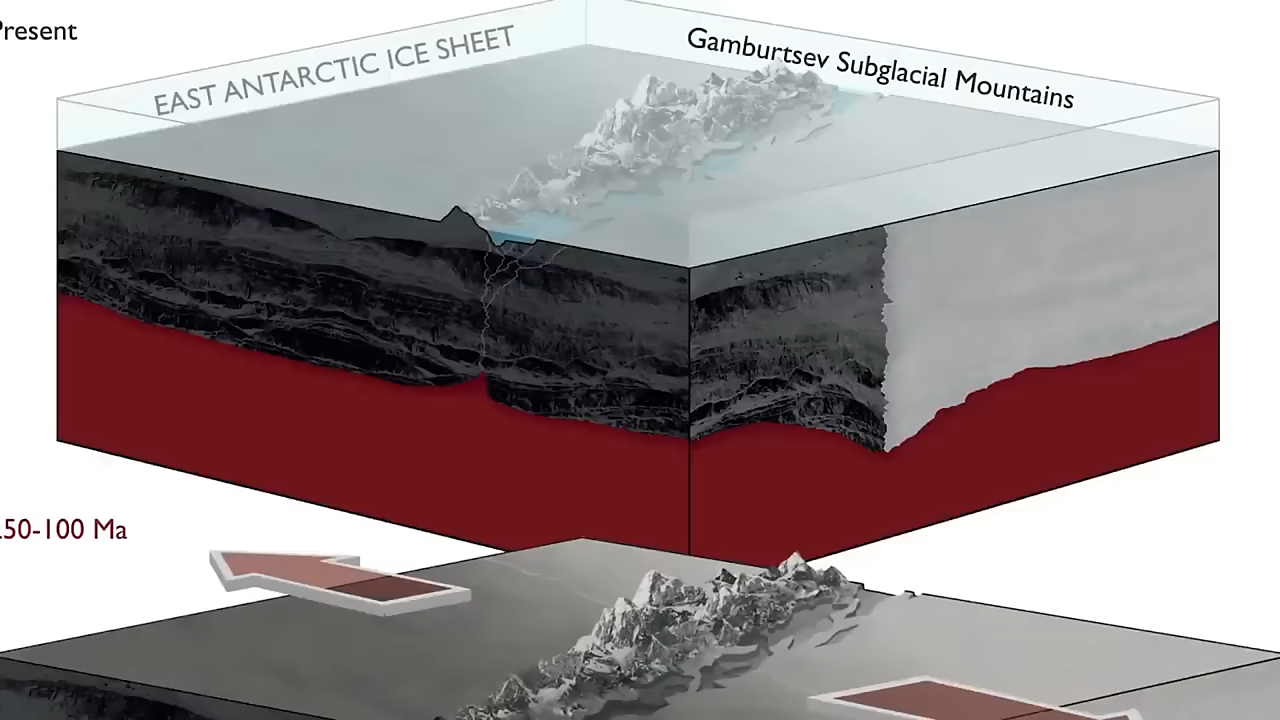 Present
EAST ANTARCTIC ICE SHEET
Gamburtsev Subglacial Mountains
50-100 Ma